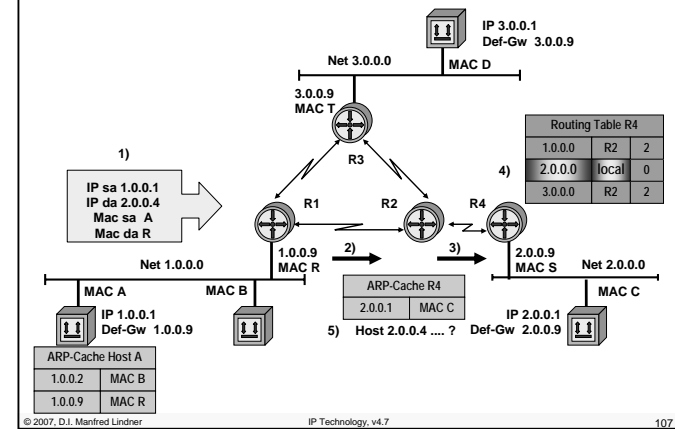 IP 3.0.0.1
Def-Gw 3.0.0.9
Net 3.0.0.0
MAC D
3.0.0.9
MAC T
R3
1)
IP sa 1.0.0.1
IP da 2.0.0.4
Mac sa A
Mac da R
Routing Table R4
1.0.0.0 R2 2
2.0.0.0 local 0
3.0.0.0 R2 2
4)
R1
R2
R4
1.0.0.9
MAC R
2)
3)
2.0.0.9
MAC S
Net 1.0.0.0
Net 2.0.0.0
MAC A
MAC B
MAC C
ARP-Cache R4
2.0.0.1 MAC C
5) Host 2.0.0.4 .... ?
IP 1.0.0.1
Def-Gw 1.0.0.9
IP 2.0.0.1
Def-Gw 2.0.0.9
ARP-Cache Host A
1.0.0.2 MAC B
1.0.0.9 MAC R
© 2007, D.I. Manfred Lindner
IP Technology, v4.7
107